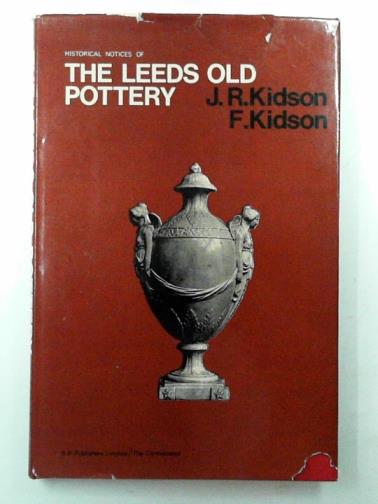 HISTORICAL NOTICES OF
THE LEEDS OLD
POTTERY
J.R.Kidson
F.Kidson
S.R. Publishers Limited / The Connoisseur